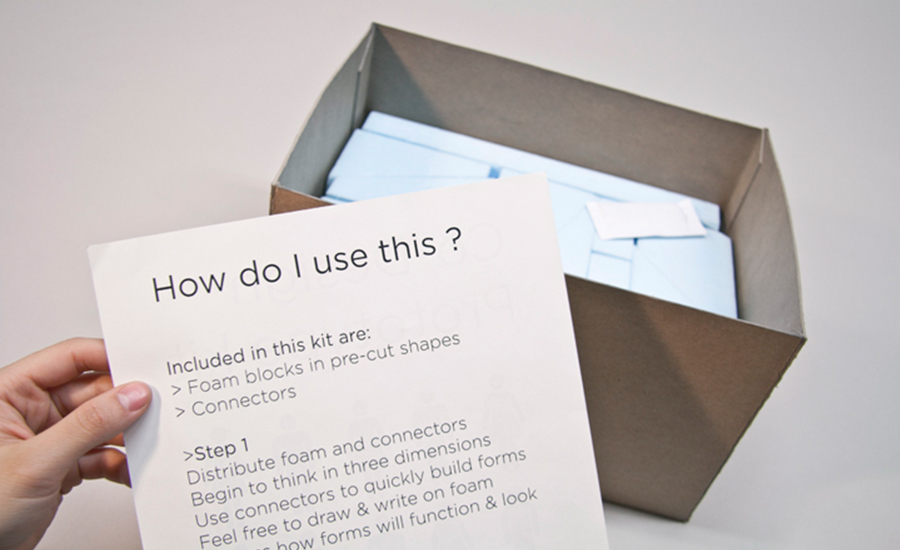 How do I use this ?
Included in this kit are:
> Foam blocks in pre-cut shapes
> Connectors
>Step 1
Distribute foam and connectors
Begin to think in three dimensions
Use connectors to quickly build forms
Feel free to draw & write on foam
how forms will function & look